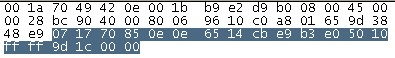 00 1a 70 49 42 0e 00 1b b9 e2 d9 b0 08 00 45 00
00 28 bc 90 40 00 80 06 96 10 c0 a8 01 65 9d 38
48 e9 07 17 70 85 0e 0e 65 14 cb e9 b3 e0 50 10
ff ff 9d 1c 00 00